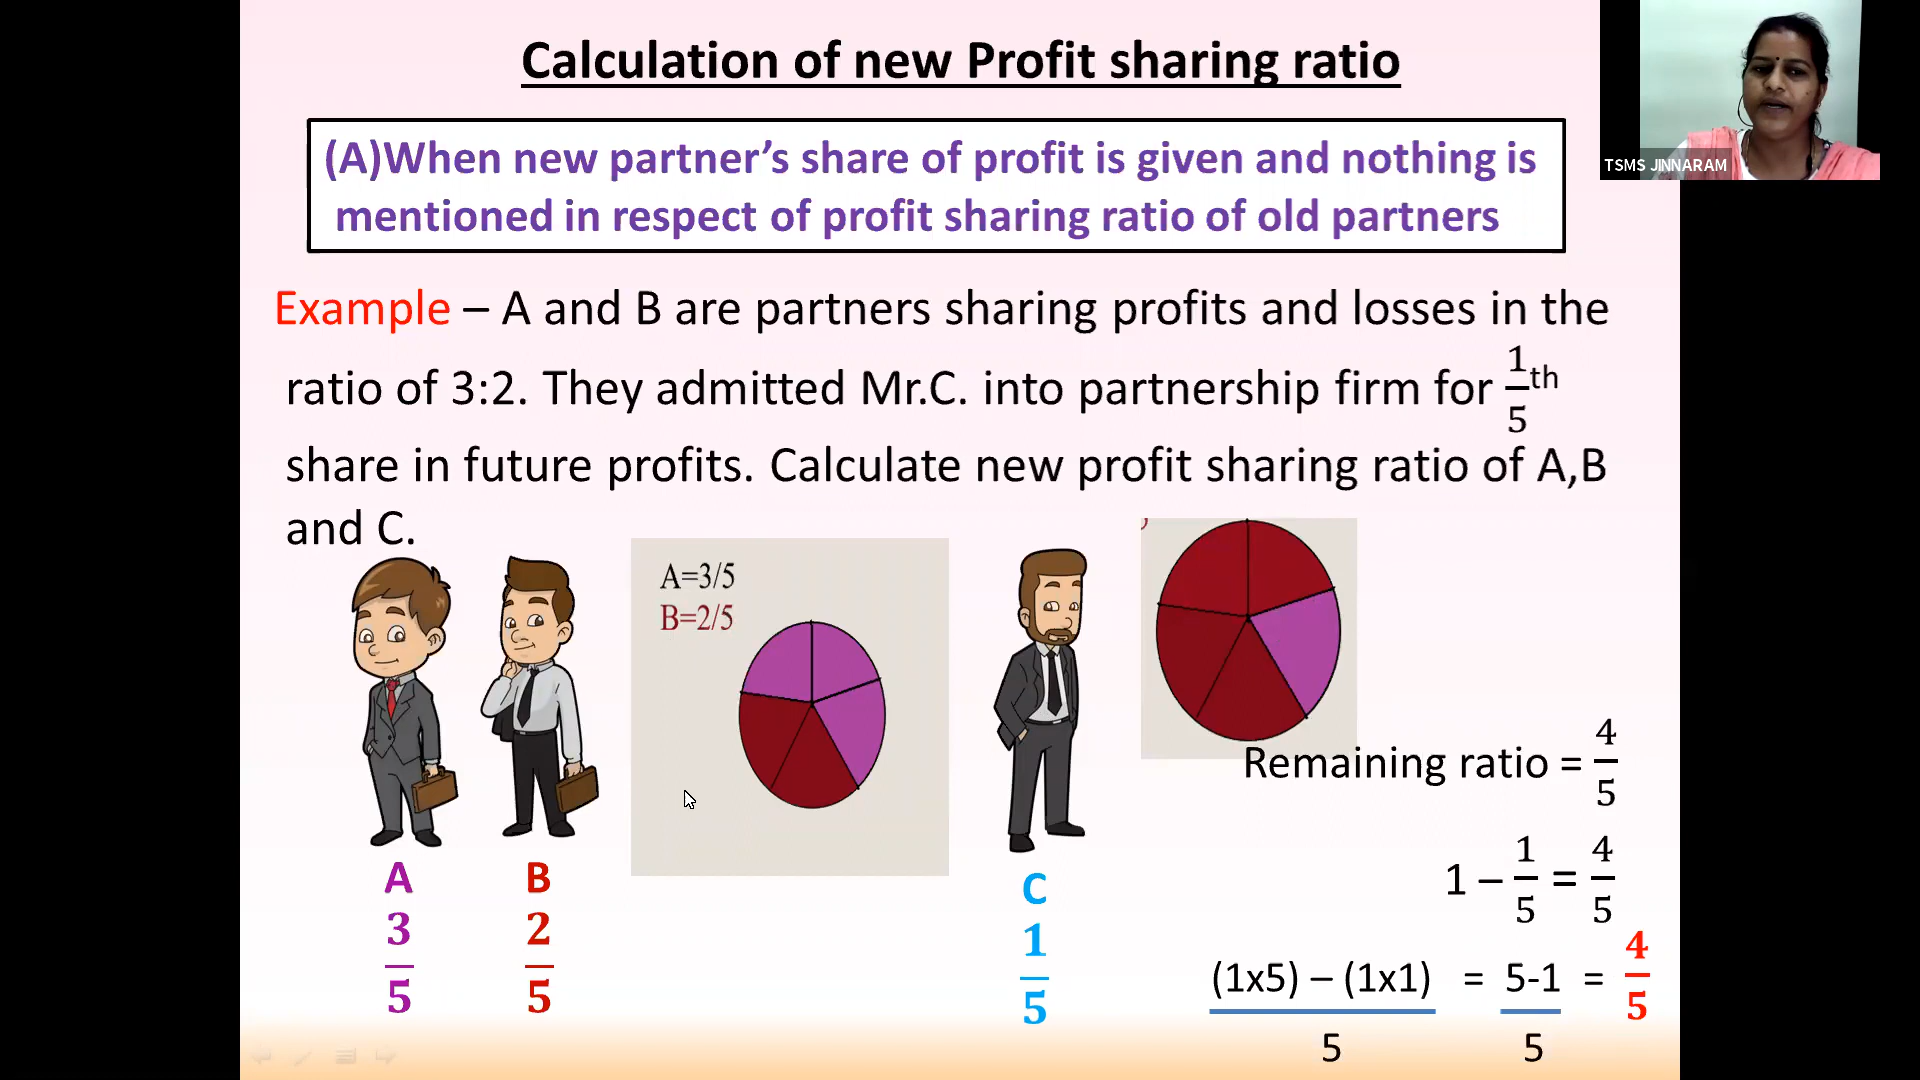 Calculation of new Profit sharing ratio
(A)When new partner's share of profit is given and nothing is
mentioned in respect of profit sharing ratio of old partners
TSMS JINNARAM
Example – A and B are partners sharing profits and losses in the
ratio of 3:2. They admitted Mr.C. into partnership firm for 1/5 th
share in future profits. Calculate new profit sharing ratio of A,B
and C.
A=3/5
B=2/5
A
3/5
B
2/5
C
1/5
Remaining ratio = 4/5
1 – 1/5 = 4/5
(1x5) – (1x1) = 5-1 = 4/5
5 5